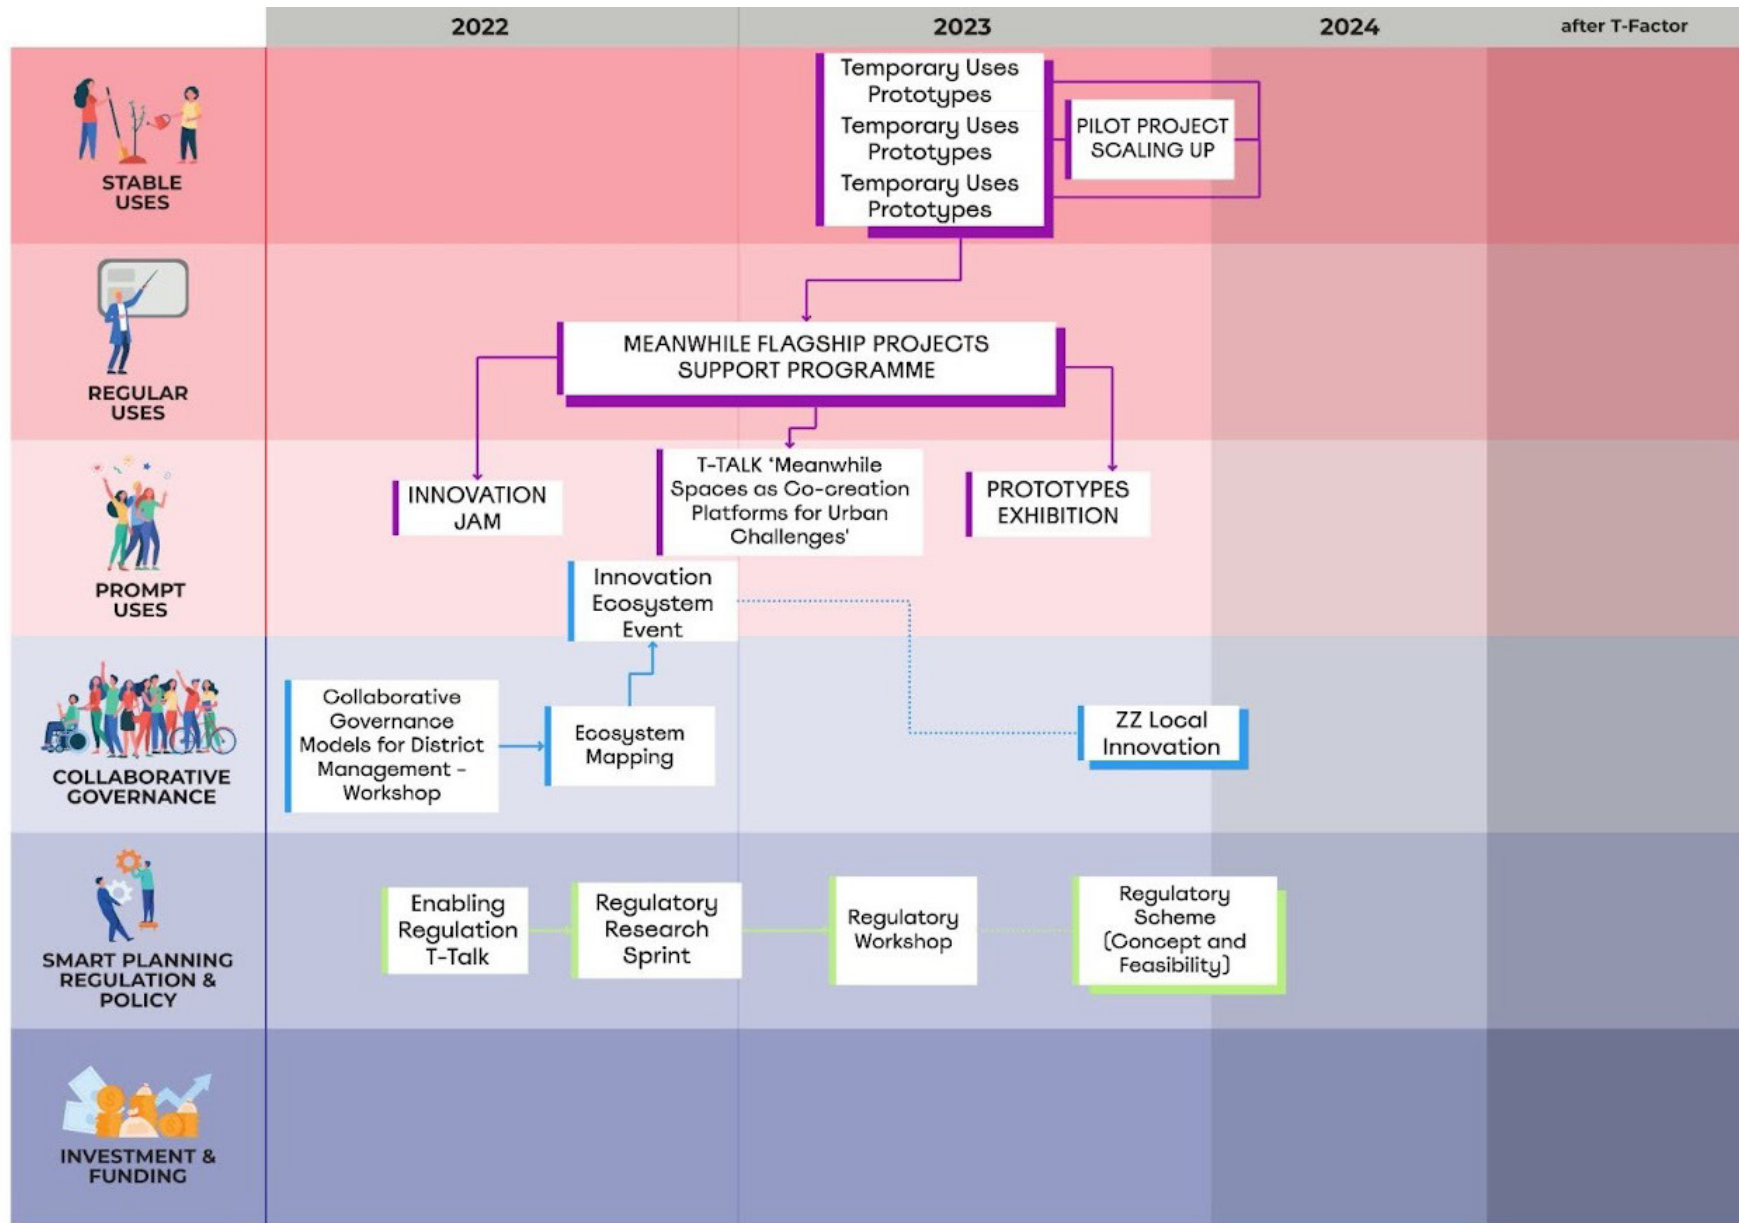 2022
2023
2024
after T-Factor
STABLE
USES
Temporary Uses
Prototypes
Temporary Uses
Prototypes
Temporary Uses
Prototypes
PILOT PROJECT
SCALING UP
REGULAR
USES
MEANWHILE FLAGSHIP PROJECTS
SUPPORT PROGRAMME
PROMPT
USES
INNOVATION
JAM
T-TALK ‘Meanwhile
Spaces as Co-creation
Platforms for Urban
Challenges'
PROTOTYPES
EXHIBITION
Innovation
Ecosystem
Event
COLLABORATIVE
GOVERNANCE
Collaborative
Governance
Models for District
Management -
Workshop
Ecosystem
Mapping
ZZ Local
Innovation
SMART PLANNING
REGULATION &
POLICY
Enabling
Regulation
T-Talk
Regulatory
Research
Sprint
Regulatory
Workshop
Regulatory
Scheme
(Concept and
Feasibility)
INVESTMENT &
FUNDING